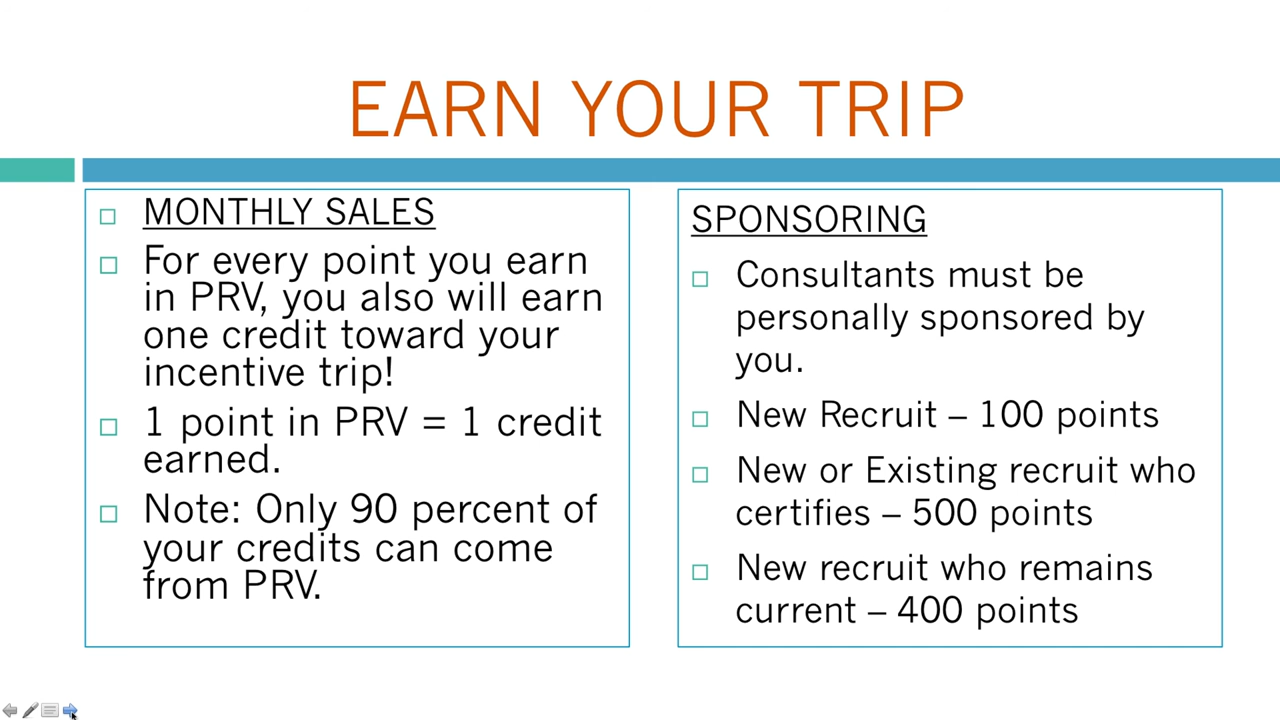 EARN YOUR TRIP
MONTHLY SALES
For every point you earn
in PRV, you also will earn
one credit toward your
incentive trip!
1 point in PRV = 1 credit
earned.
Note: Only 90 percent of
your credits can come
from PRV.
SPONSORING
Consultants must be
personally sponsored by
you.
New Recruit – 100 points
New or Existing recruit who
certifies – 500 points
New recruit who remains
current – 400 points